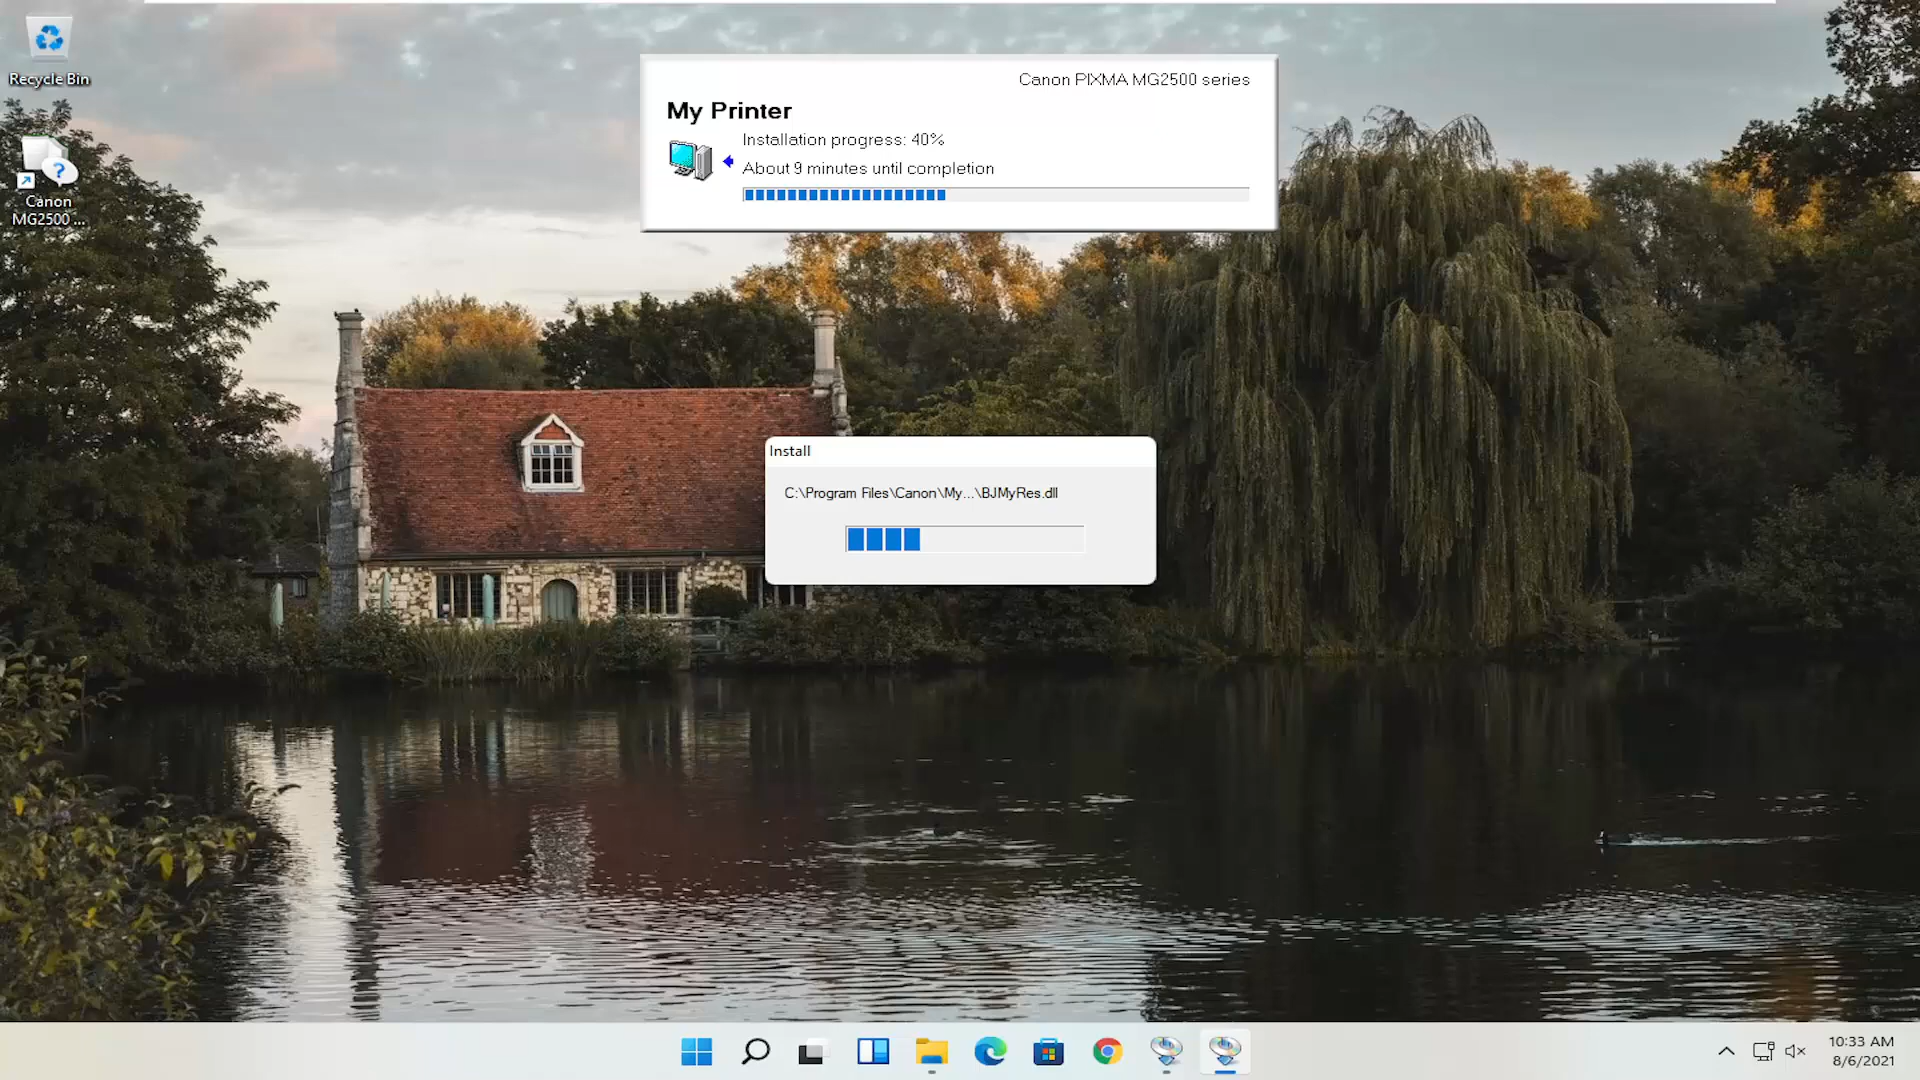 Recycle Bin
Canon
MG2500 ...
Canon PIXMA MG2500 series
My Printer
Installation progress: 40%
About 9 minutes until completion
Install
C:\Program Files\Canon\My...\BJMyRes.dll
10:33 AM
8/6/2021